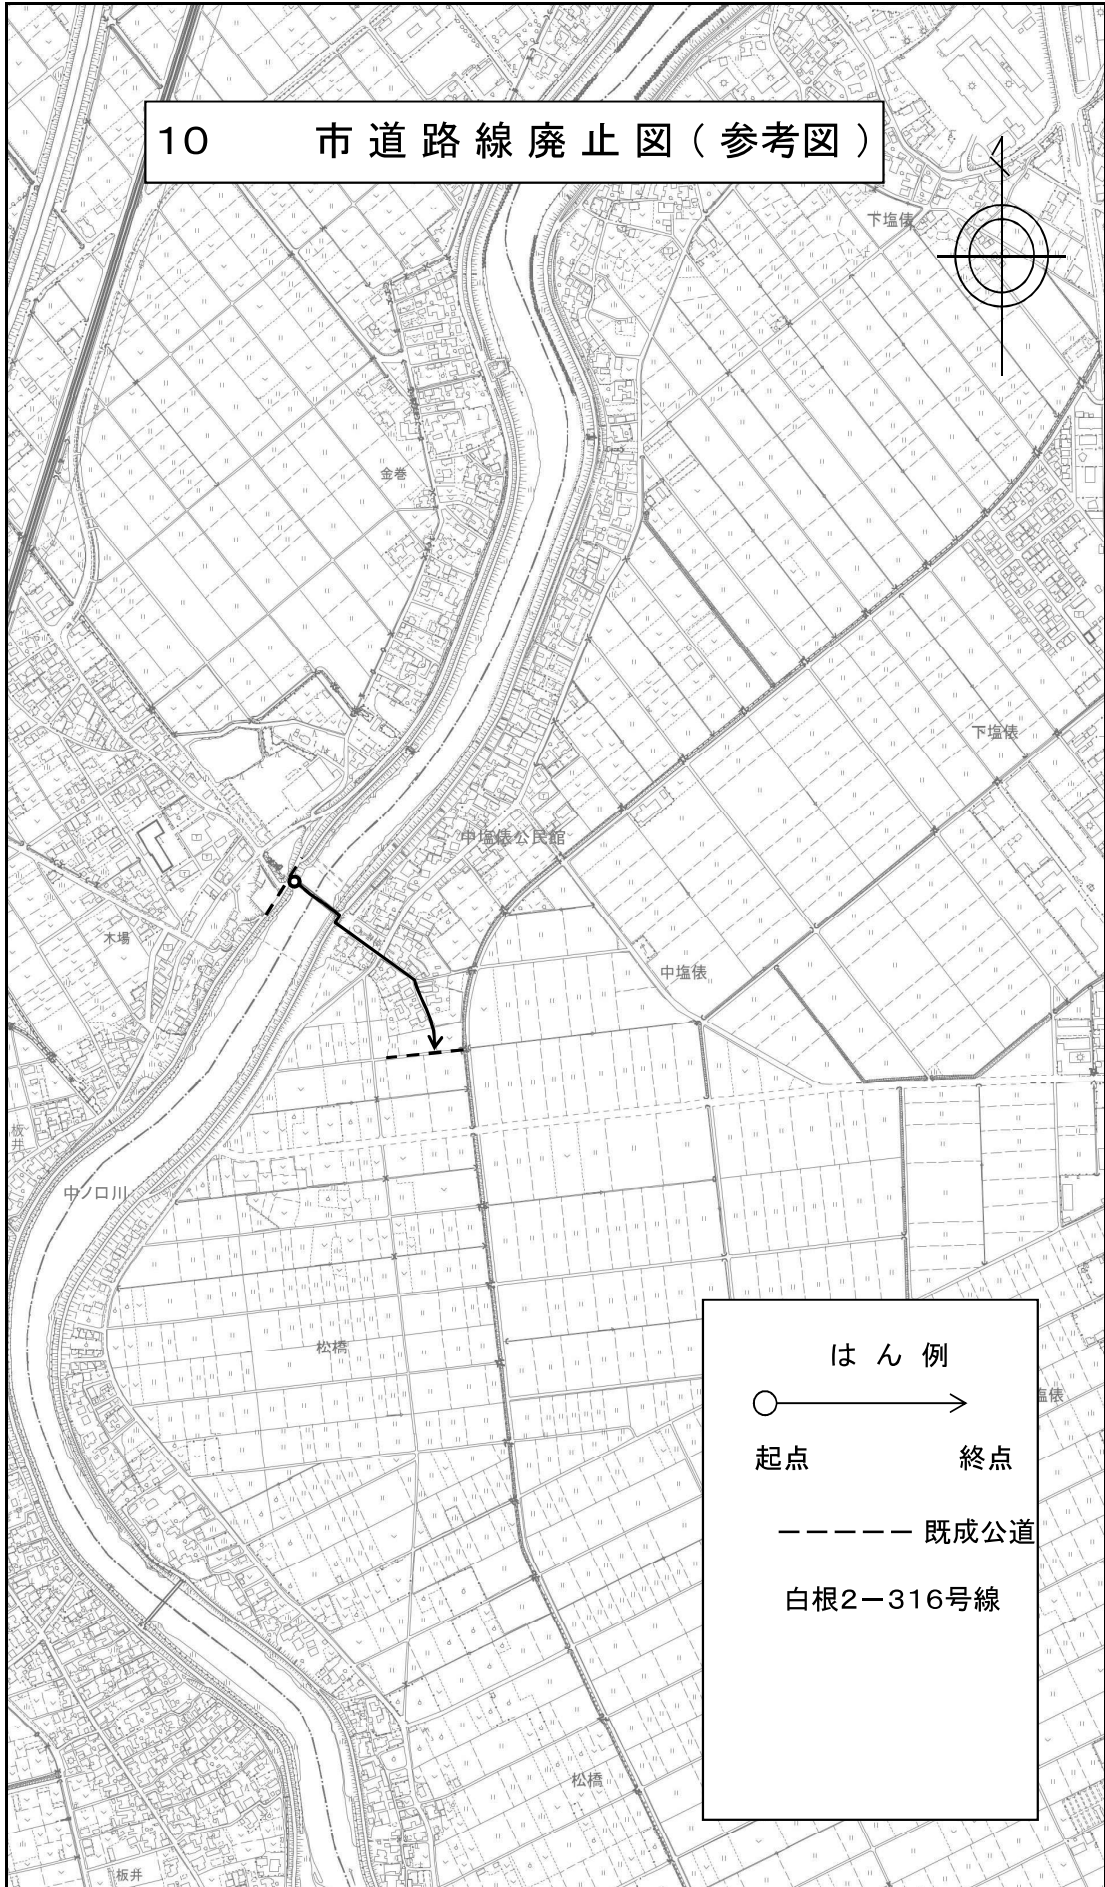 10 市道路線廃止図(参考図)
下塩俵
金巻
下塩俵
中塩俵公民館
木場
中塩俵
板井
中ノ口川
松橋
はん例
塩俵
起点 終点
既成公道
白根2-316号線
松橋
板井